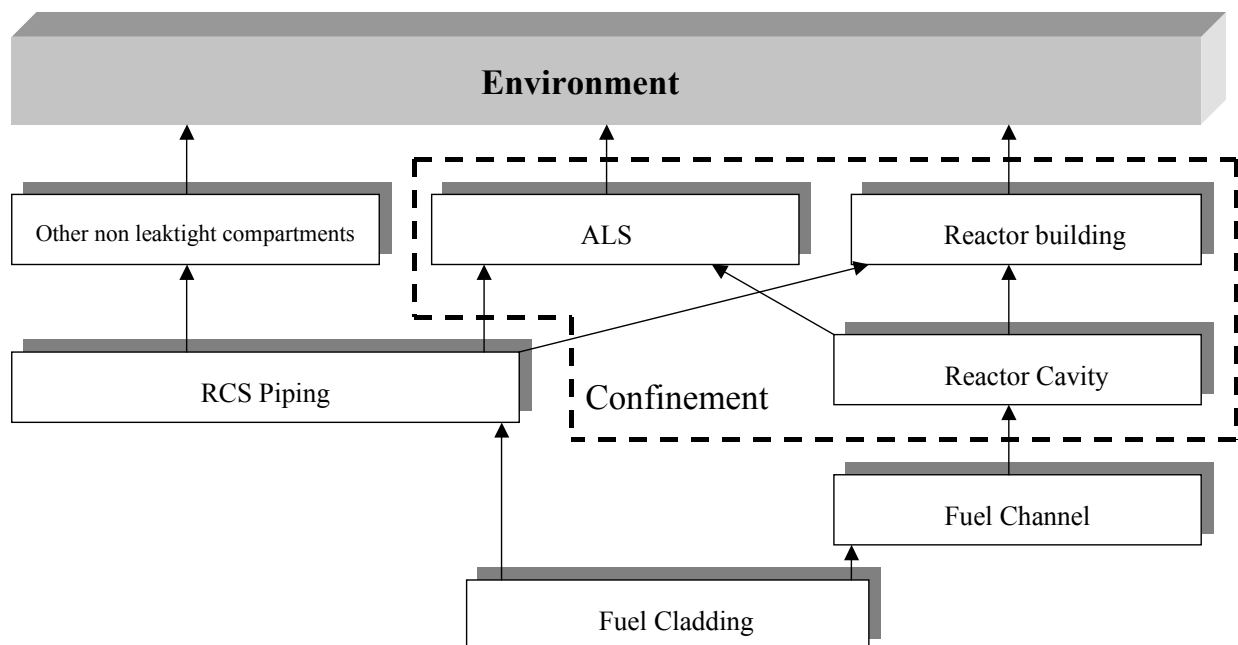 Environment
Other non leaktight compartments
ALS
Reactor building
RCS Piping
Confinement
Reactor Cavity
Fuel Channel
Fuel Cladding